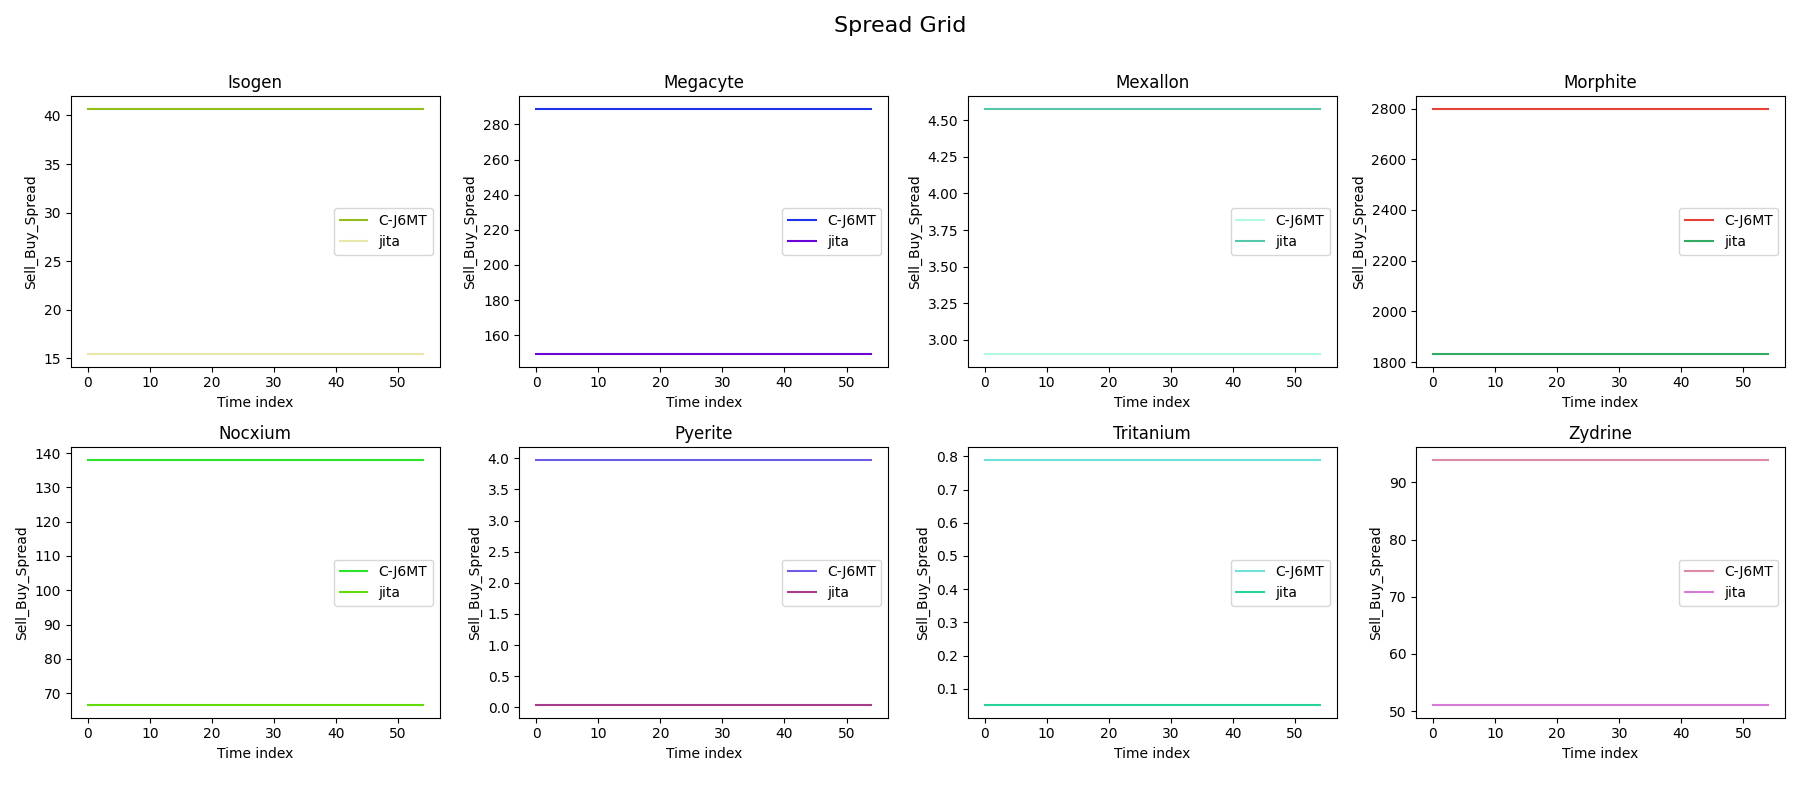 Spread Grid
Isogen
Sell_Buy_Spread
40
35
30
25
20
15
C-J6MT
jita
0 10 20 30 40 50
Time index
Megacyte
Sell_Buy_Spread
280
260
240
220
200
180
160
C-J6MT
jita
0 10 20 30 40 50
Time index
Mexallon
Sell_Buy_Spread
4.50
4.25
4.00
3.75
3.50
3.25
3.00
C-J6MT
jita
0 10 20 30 40 50
Time index
Morphite
Sell_Buy_Spread
2800
2600
2400
2200
2000
1800
C-J6MT
jita
0 10 20 30 40 50
Time index
Nocxium
Sell_Buy_Spread
140
130
120
110
100
90
80
70
C-J6MT
jita
0 10 20 30 40 50
Time index
Pyerite
Sell_Buy_Spread
4.0
3.5
3.0
2.5
2.0
1.5
1.0
0.5
0.0
C-J6MT
jita
0 10 20 30 40 50
Time index
Tritanium
Sell_Buy_Spread
0.8
0.7
0.6
0.5
0.4
0.3
0.2
0.1
C-J6MT
jita
0 10 20 30 40 50
Time index
Zydrine
Sell_Buy_Spread
90
80
70
60
50
C-J6MT
jita
0 10 20 30 40 50
Time index